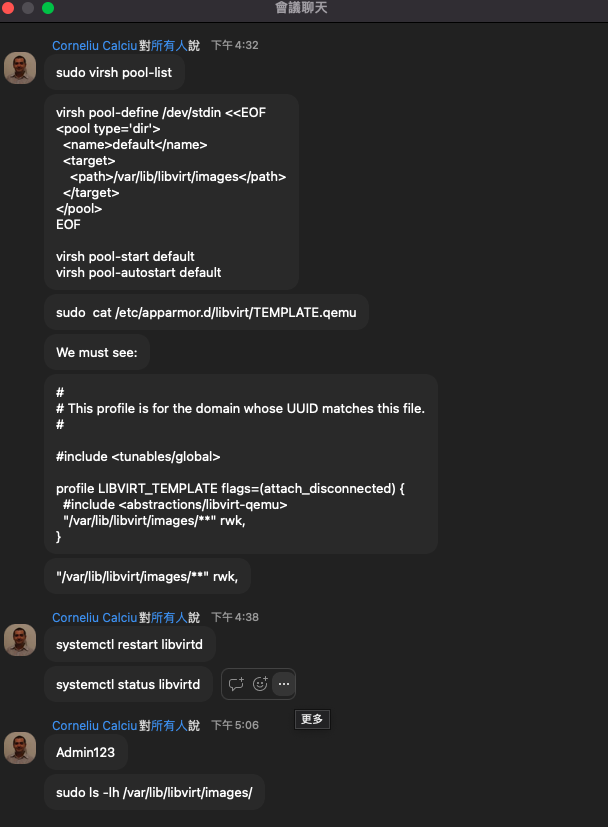 會議聊天
Corneliu Calciu對所有人說 下午4:32
sudo virsh pool-list
virsh pool-define /dev/stdin <<EOF
<pool type='dir'>
  <name>default</name>
  <target>
    <path>/var/lib/libvirt/images</path>
  </target>
</pool>
EOF

virsh pool-start default
virsh pool-autostart default
sudo  cat /etc/apparmor.d/libvirt/TEMPLATE.qemu
We must see:
#
# This profile is for the domain whose UUID matches this file.
#

#include <tunables/global>

profile LIBVIRT_TEMPLATE flags=(attach_disconnected) {
  #include <abstractions/libvirt-qemu>
  "/var/lib/libvirt/images/**" rwk,
}
"/var/lib/libvirt/images/**" rwk,
Corneliu Calciu對所有人說 下午4:38
systemctl restart libvirtd
systemctl status libvirtd
更多
Corneliu Calciu對所有人說 下午5:06
Admin123
sudo ls -lh /var/lib/libvirt/images/